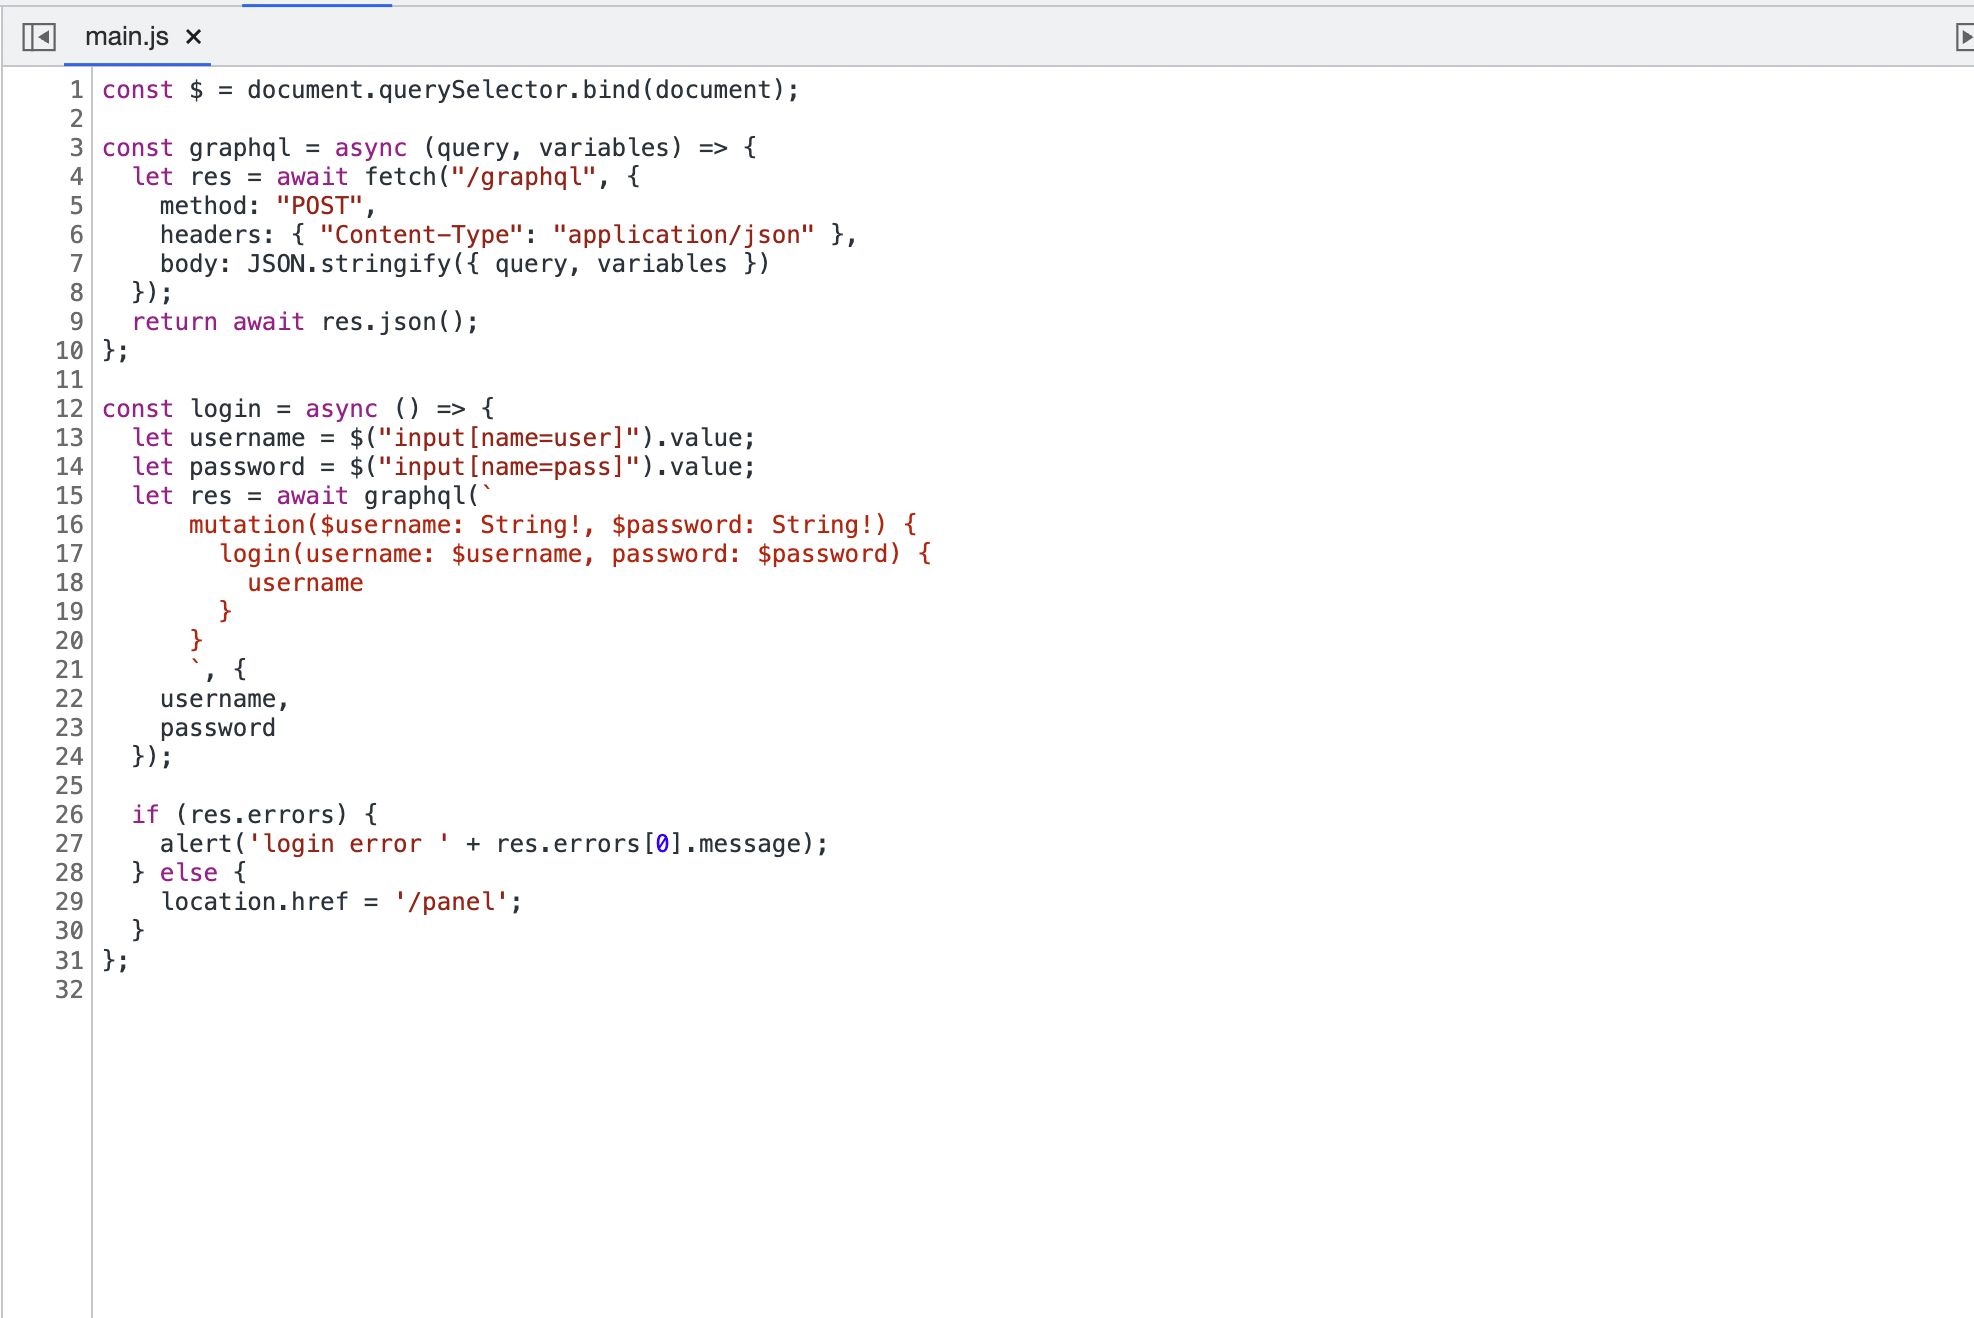 main.js ×
1 const $ = document.querySelector.bind(document);
2
3 const graphql = async (query, variables) => {
4   let res = await fetch("/graphql", {
5     method: "POST",
6     headers: { "Content-Type": "application/json" },
7     body: JSON.stringify({ query, variables })
8   });
9   return await res.json();
10 };
11
12 const login = async () => {
13   let username = $("input[name=user]").value;
14   let password = $("input[name=pass]").value;
15   let res = await graphql(`
16       mutation($username: String!, $password: String!) {
17         login(username: $username, password: $password) {
18           username
19         }
20       }
21       `, {
22     username,
23     password
24   });
25
26   if (res.errors) {
27     alert('login error ' + res.errors[0].message);
28   } else {
29     location.href = '/panel';
30   }
31 };
32